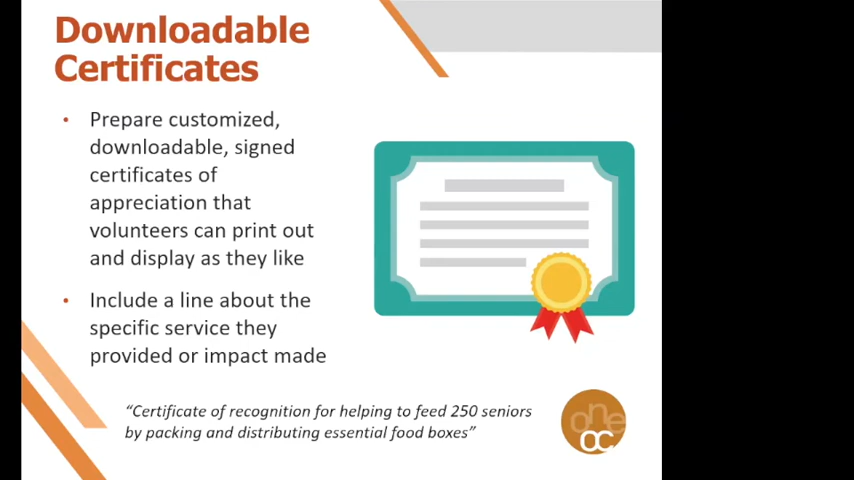 Downloadable
Certificates
• Prepare customized,
downloadable, signed
certificates of
appreciation that
volunteers can print out
and display as they like
• Include a line about the
specific service they
provided or impact made
“Certificate of recognition for helping to feed 250 seniors
by packing and distributing essential food boxes”
one
OC